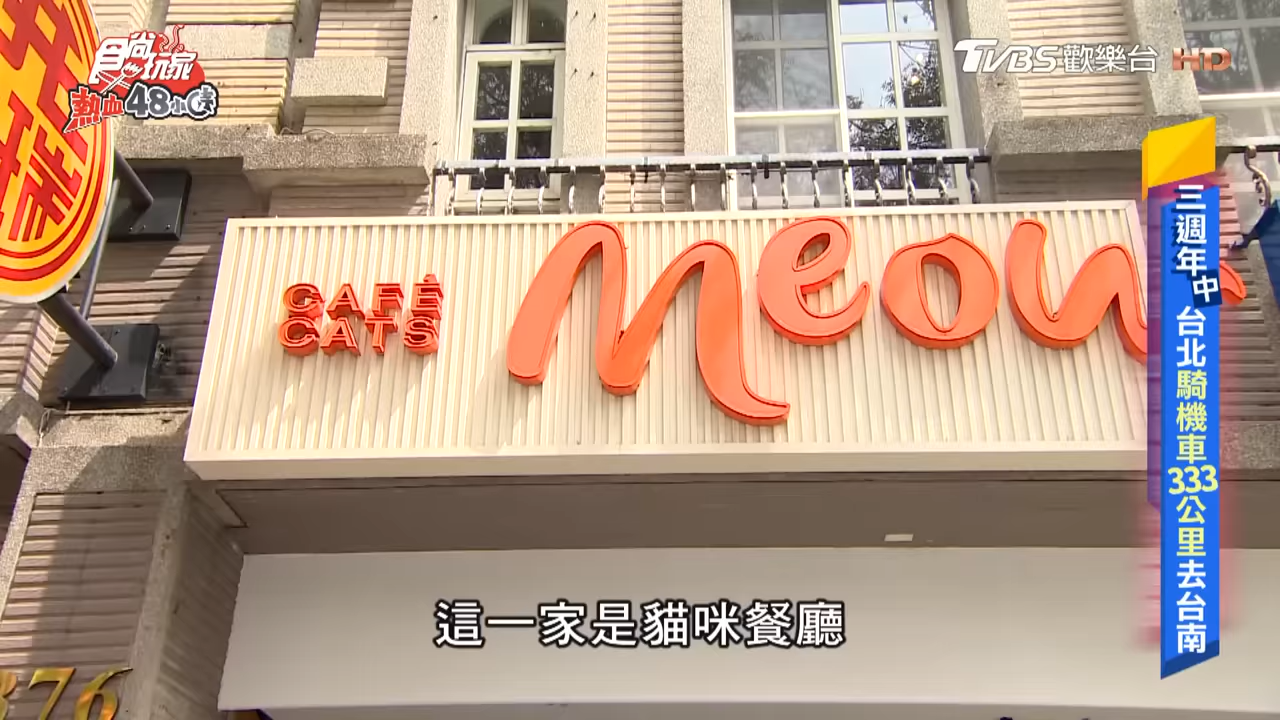 食尚玩家
熱血48小時
TVBS歡樂台 HD
CAFÉ
CATS
Meow
三週年中 台北騎機車333公里去台南
這一家是貓咪餐廳
376